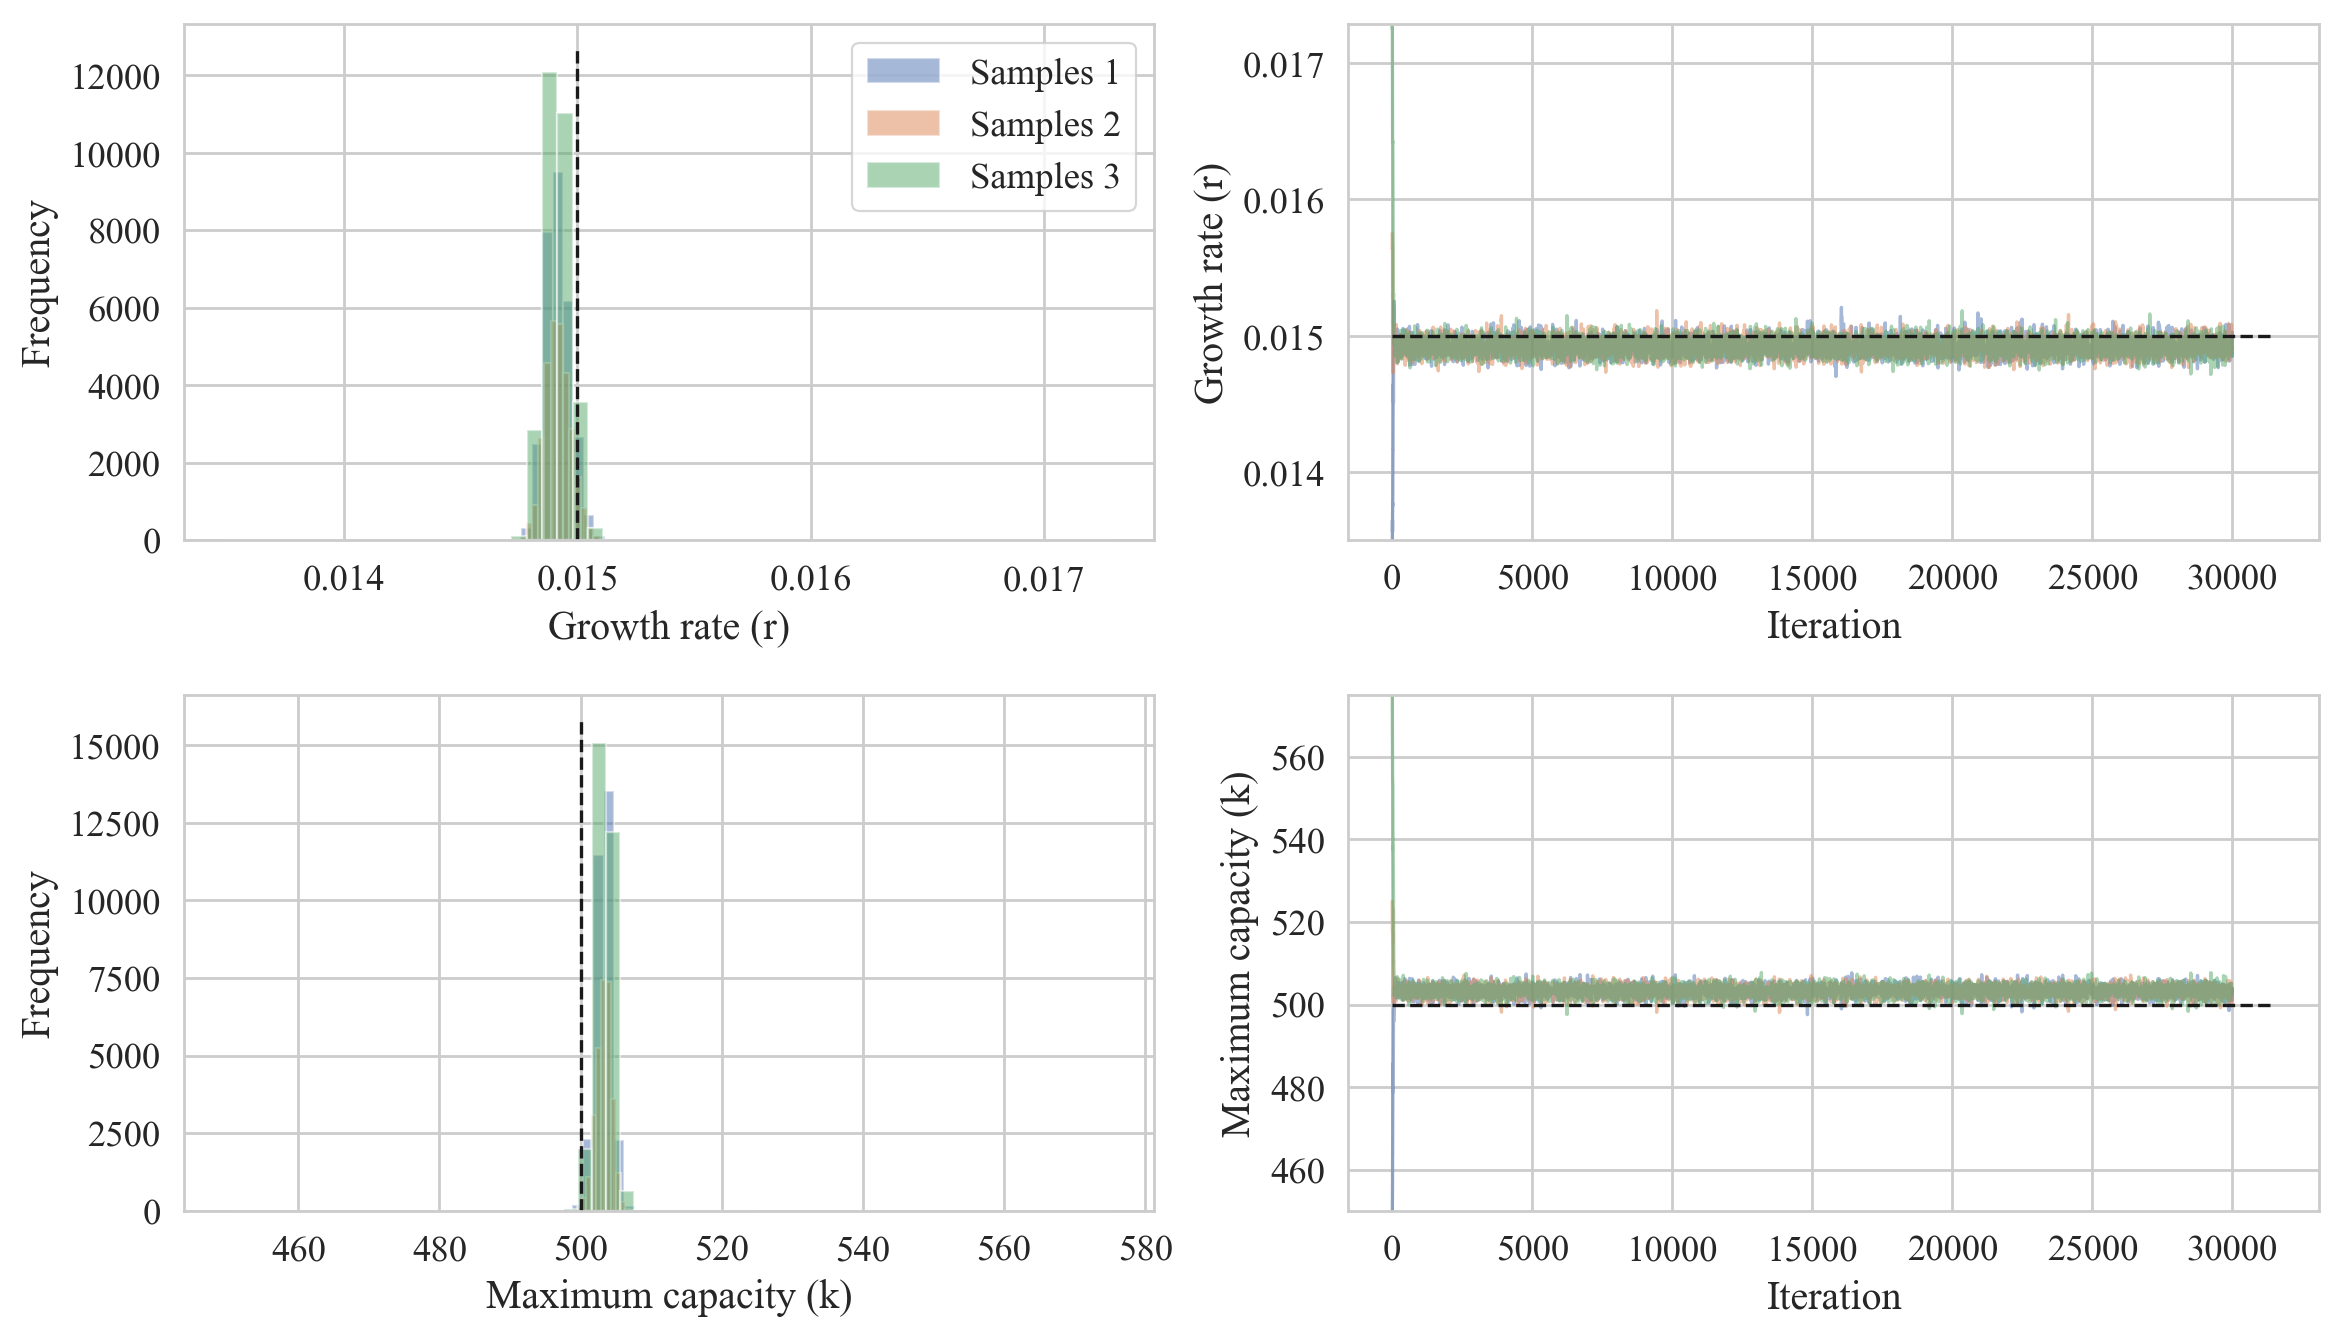 12000
10000
8000
6000
4000
2000
0
Frequency
Samples 1
Samples 2
Samples 3
0.014 0.015 0.016 0.017
Growth rate (r)
0.017
0.016
0.015
0.014
Growth rate (r)
0 5000 10000 15000 20000 25000 30000
Iteration
15000
12500
10000
7500
5000
2500
0
Frequency
460 480 500 520 540 560 580
Maximum capacity (k)
560
540
520
500
480
460
Maximum capacity (k)
0 5000 10000 15000 20000 25000 30000
Iteration